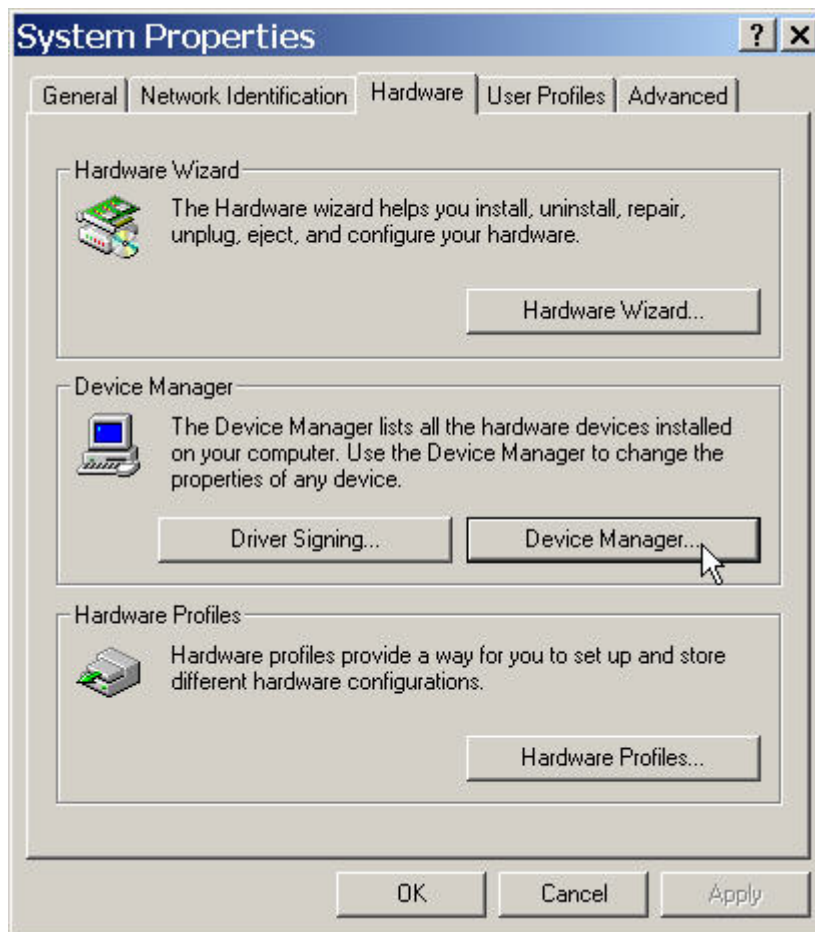 System Properties
General
Network Identification
Hardware
User Profiles
Advanced
Hardware Wizard
The Hardware wizard helps you install, uninstall, repair,
unplug, eject, and configure your hardware.
Hardware Wizard...
Device Manager
The Device Manager lists all the hardware devices installed
on your computer. Use the Device Manager to change the
properties of any device.
Driver Signing...
Device Manager...
Hardware Profiles
Hardware profiles provide a way for you to set up and store
different hardware configurations.
Hardware Profiles...
OK
Cancel
Apply